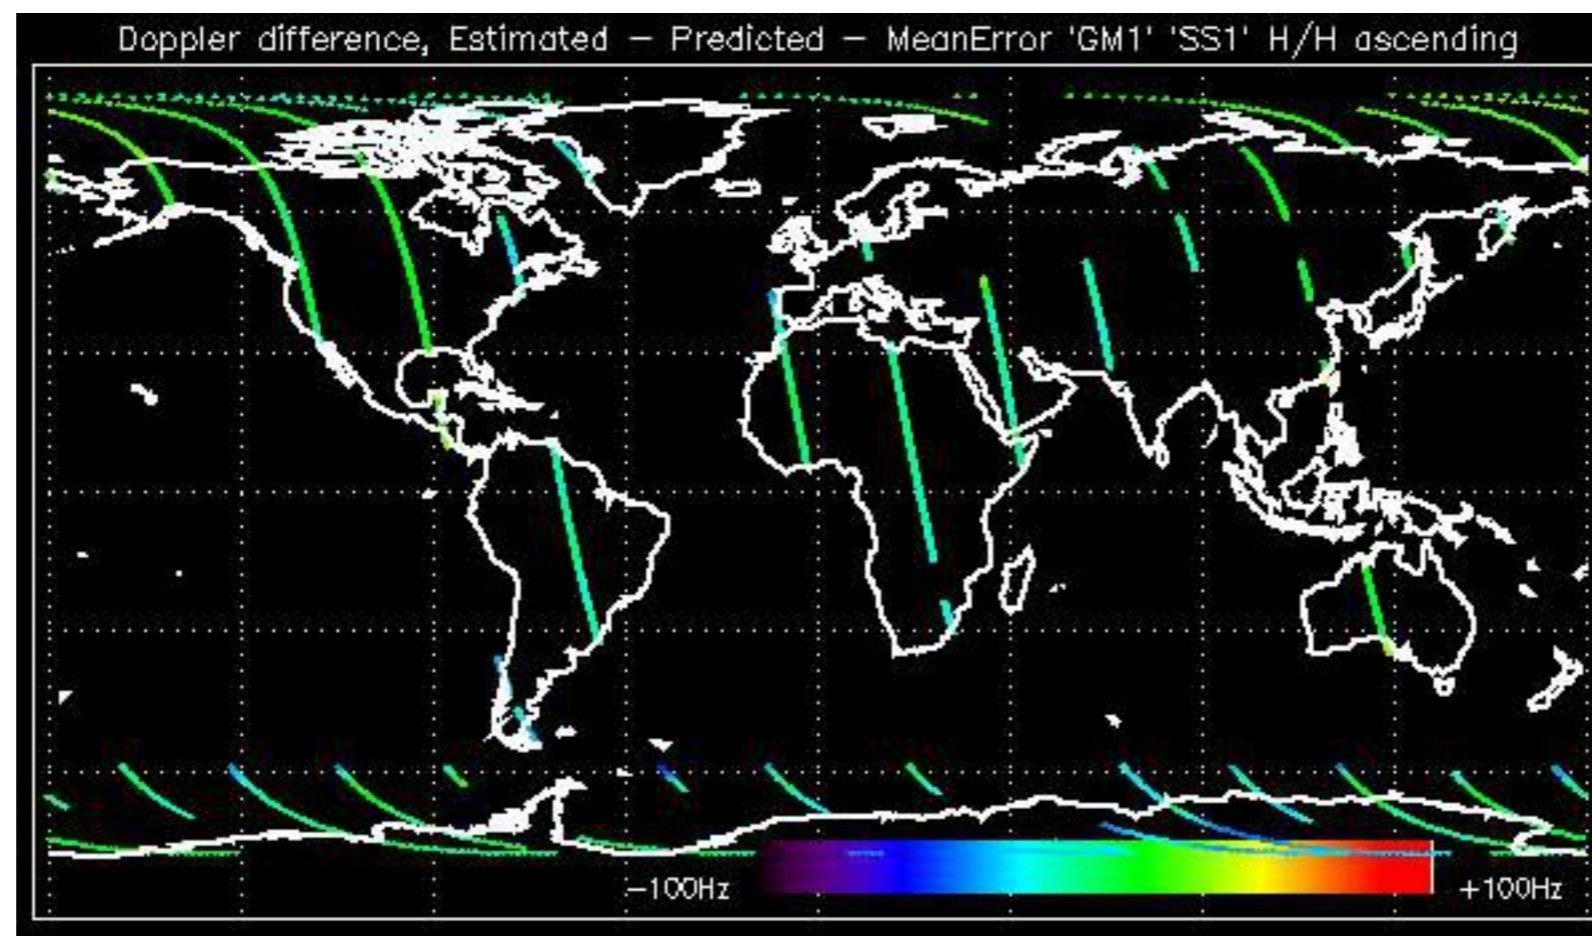 Doppler difference, Estimated – Predicted – MeanError 'GM1' 'SS1' H/H ascending
−100Hz
+100Hz